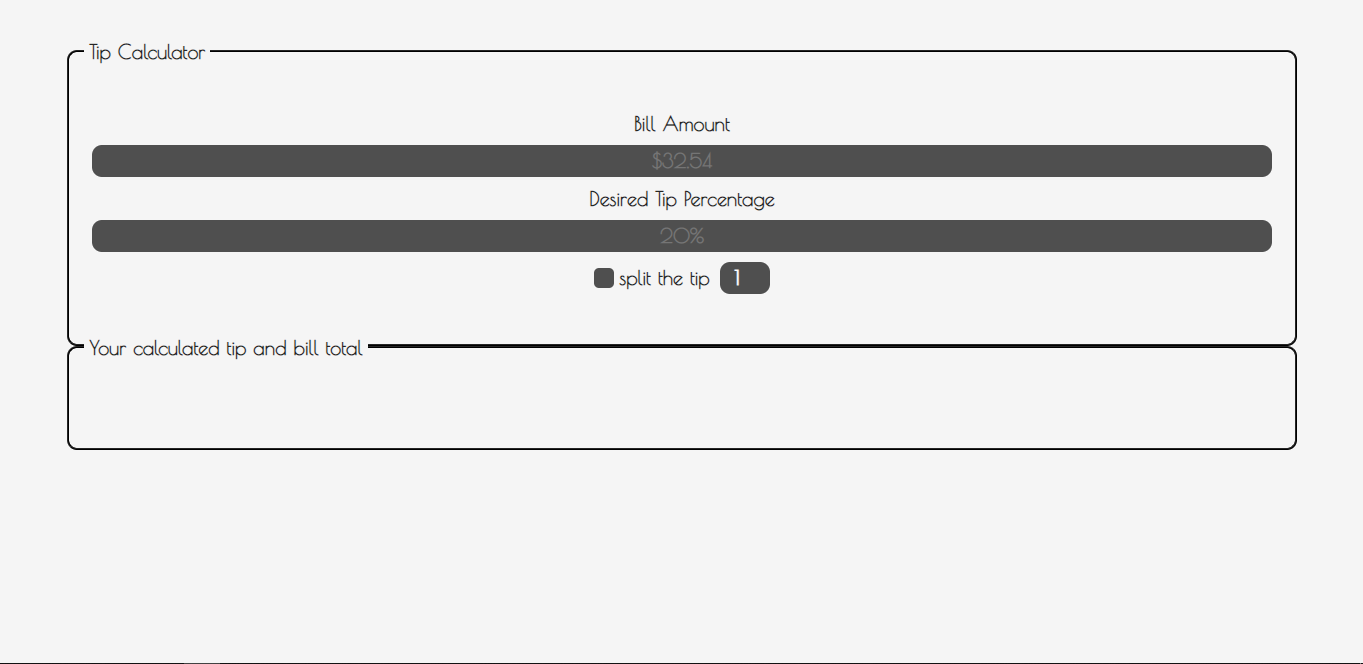 Tip Calculator
Bill Amount
$32.54
Desired Tip Percentage
20%
split the tip 1
Your calculated tip and bill total